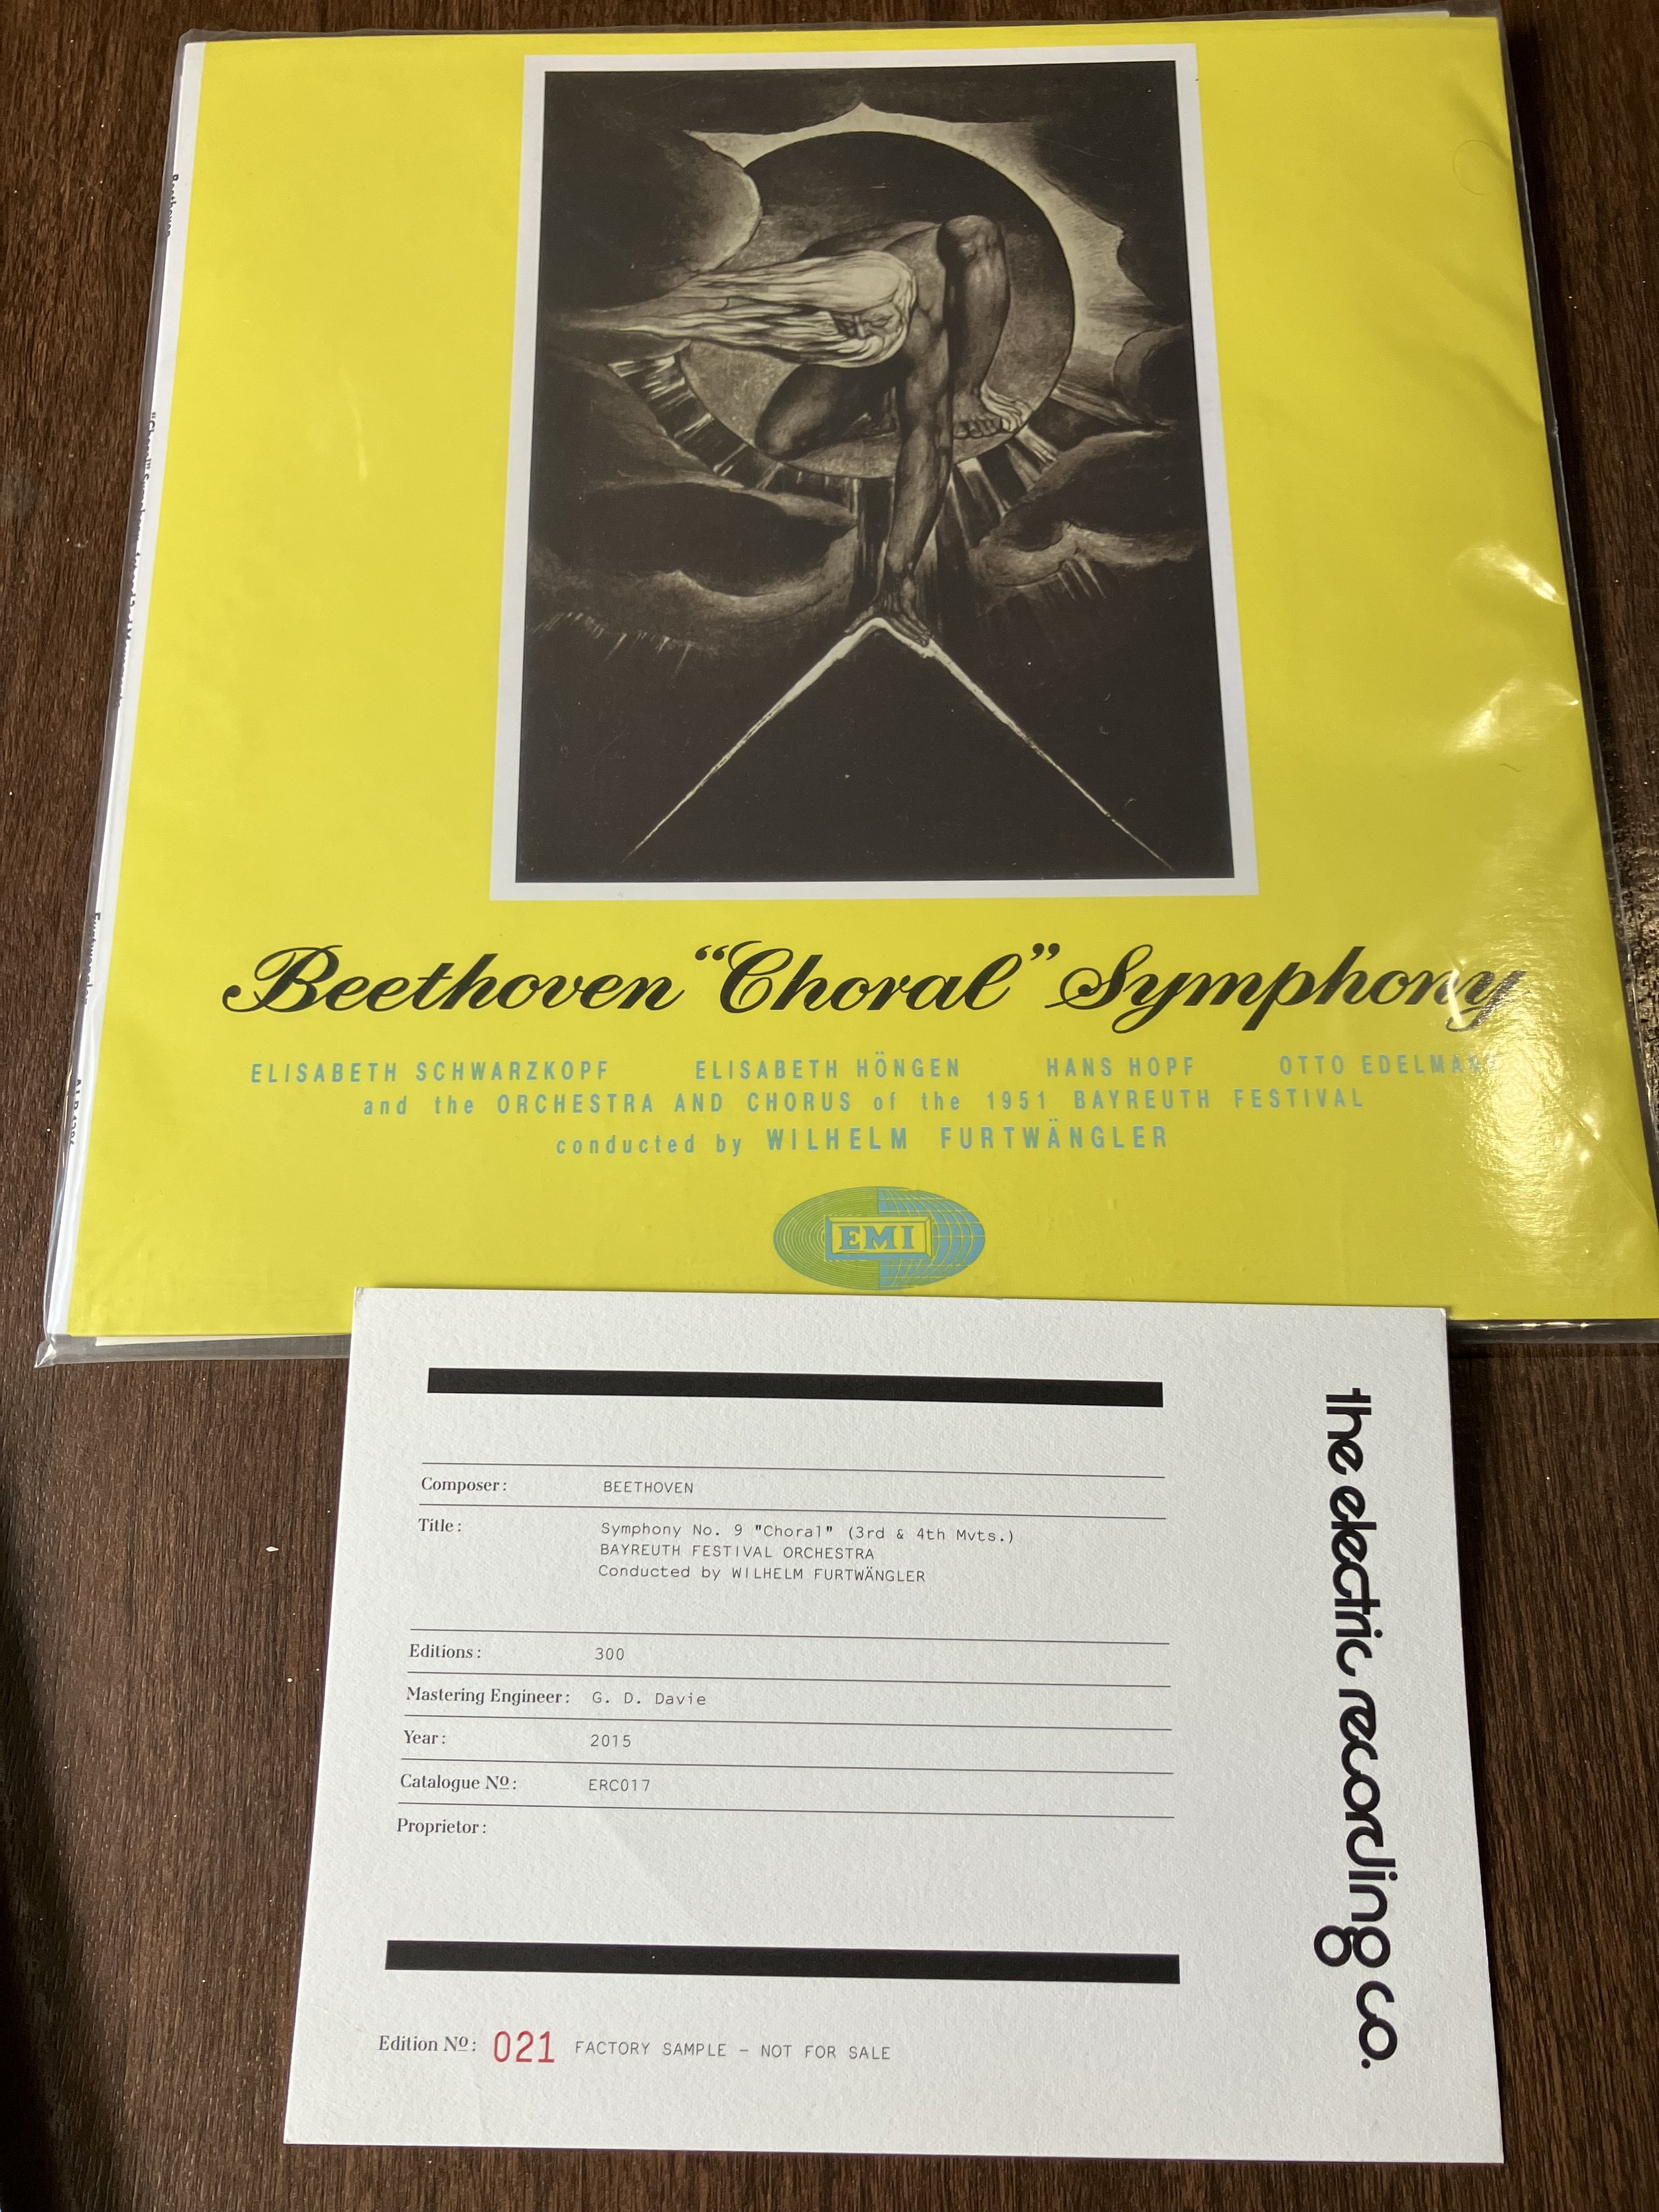 Beethoven “Choral” Symphony
ELISABETH SCHWARZKOPF ELISABETH HÖNGEN HANS HOPF OTTO EDELMANN
and the ORCHESTRA AND CHORUS of the 1951 BAYREUTH FESTIVAL
conducted by WILHELM FURTWÄNGLER
EMI
the electric recording co.
Composer: BEETHOVEN
Title: Symphony No. 9 "Choral" (3rd & 4th Mvts.)
BAYREUTH FESTIVAL ORCHESTRA
Conducted by WILHELM FURTWÄNGLER
Editions: 300
Mastering Engineer: G. D. Davie
Year: 2015
Catalogue Nº: ERC017
Proprietor:
Edition Nº: 021 FACTORY SAMPLE – NOT FOR SALE